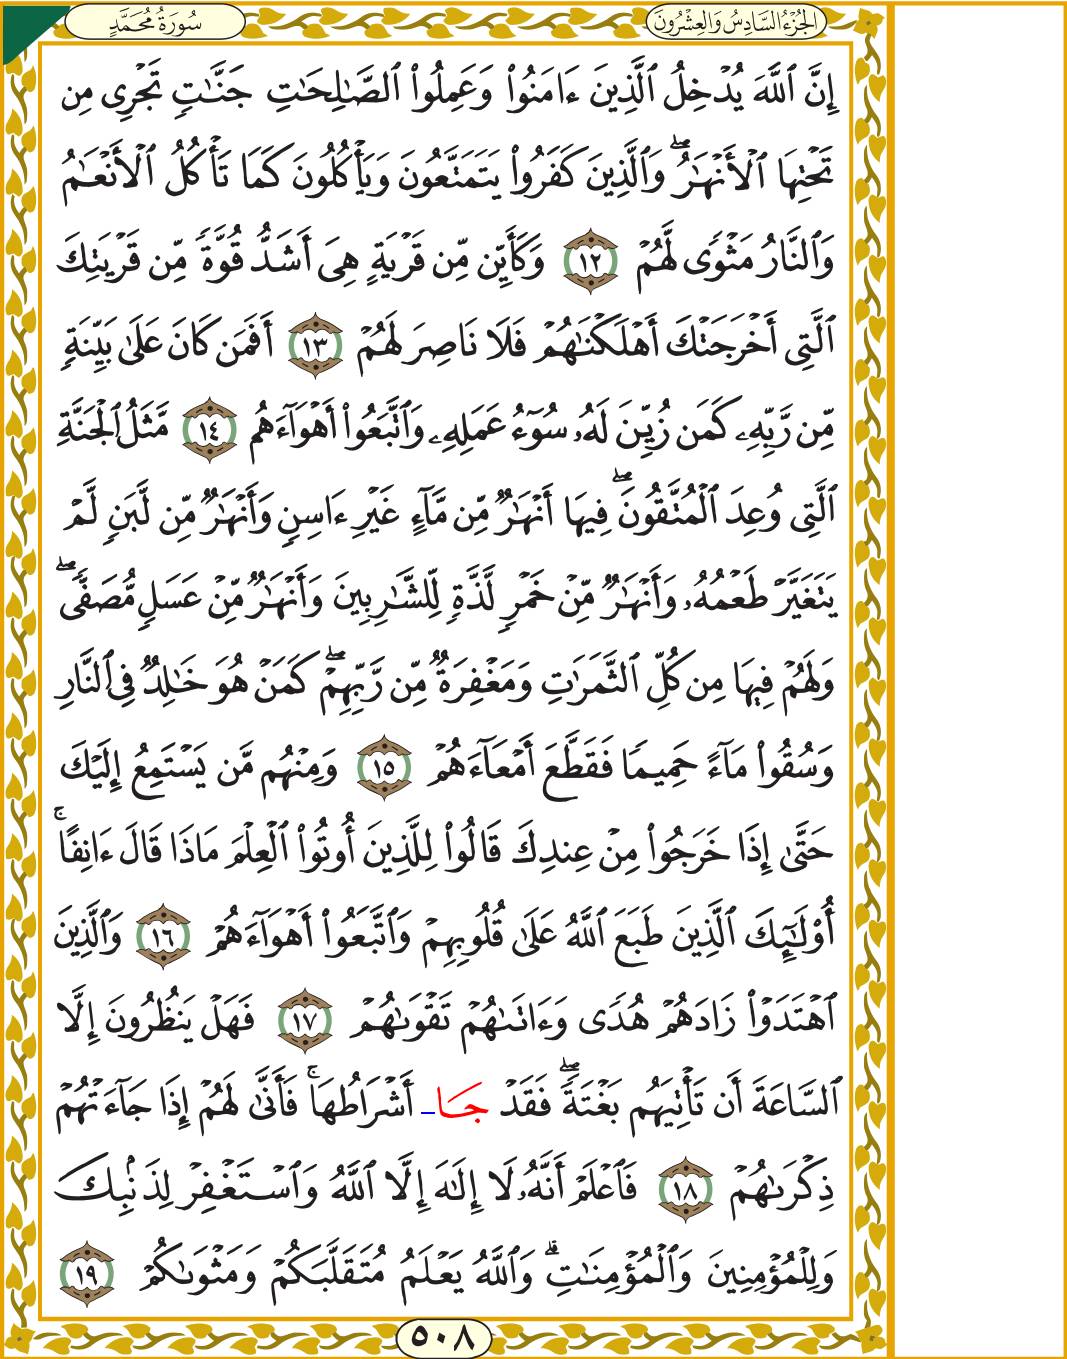 الجُزْءُ السَّادِسُ وَالعِشْرُونَ
سُورَةُ مُحَمَّدٍ
إِنَّ ٱللَّهَ يُدْخِلُ ٱلَّذِينَ ءَامَنُوا۟ وَعَمِلُوا۟ ٱلصَّٰلِحَٰتِ جَنَّٰتٍ تَجْرِى مِن
تَحْتِهَا ٱلْأَنْهَٰرُ ۖ وَٱلَّذِينَ كَفَرُوا۟ يَتَمَتَّعُونَ وَيَأْكُلُونَ كَمَا تَأْكُلُ ٱلْأَنْعَٰمُ
وَٱلنَّارُ مَثْوًى لَّهُمْ ١٢ وَكَأَيِّن مِّن قَرْيَةٍ هِىَ أَشَدُّ قُوَّةً مِّن قَرْيَتِكَ
ٱلَّتِى أَخْرَجَتْكَ أَهْلَكْنَٰهُمْ فَلَا نَاصِرَ لَهُمْ ١٣ أَفَمَن كَانَ عَلَىٰ بَيِّنَةٍ
مِّن رَّبِّهِۦ كَمَن زُيِّنَ لَهُۥ سُوٓءُ عَمَلِهِۦ وَٱتَّبَعُوٓا۟ أَهْوَآءَهُم ١٤ مَّثَلُ ٱلْجَنَّةِ
ٱلَّتِى وُعِدَ ٱلْمُتَّقُونَ ۖ فِيهَا أَنْهَٰرٌ مِّن مَّآءٍ غَيْرِ ءَاسِنٍ وَأَنْهَٰرٌ مِّن لَّبَنٍ لَّمْ
يَتَغَيَّرْ طَعْمُهُۥ وَأَنْهَٰرٌ مِّنْ خَمْرٍ لَّذَّةٍ لِّلشَّٰرِبِينَ وَأَنْهَٰرٌ مِّنْ عَسَلٍ مُّصَفًّى ۖ
وَلَهُمْ فِيهَا مِن كُلِّ ٱلثَّمَرَٰتِ وَمَغْفِرَةٌ مِّن رَّبِّهِمْ ۖ كَمَنْ هُوَ خَٰلِدٌ فِى ٱلنَّارِ
وَسُقُوا۟ مَآءً حَمِيمًا فَقَطَّعَ أَمْعَآءَهُمْ ١٥ وَمِنْهُم مَّن يَسْتَمِعُ إِلَيْكَ
حَتَّىٰ إِذَا خَرَجُوا۟ مِنْ عِندِكَ قَالُوا۟ لِلَّذِينَ أُوتُوا۟ ٱلْعِلْمَ مَاذَا قَالَ ءَانِفًا ۚ
أُو۟لَٰٓئِكَ ٱلَّذِينَ طَبَعَ ٱللَّهُ عَلَىٰ قُلُوبِهِمْ وَٱتَّبَعُوا۟ أَهْوَآءَهُمْ ١٦ وَٱلَّذِينَ
ٱهْتَدَوْا۟ زَادَهُمْ هُدًى وَءَاتَىٰهُمْ تَقْوَىٰهُمْ ١٧ فَهَلْ يَنظُرُونَ إِلَّا
ٱلسَّاعَةَ أَن تَأْتِيَهُم بَغْتَةً ۖ فَقَدْ جَا أَشْرَاطُهَا ۚ فَأَنَّىٰ لَهُمْ إِذَا جَآءَتْهُمْ
ذِكْرَىٰهُمْ ١٨ فَٱعْلَمْ أَنَّهُۥ لَا إِلَٰهَ إِلَّا ٱللَّهُ وَٱسْتَغْفِرْ لِذَنۢبِكَ
وَلِلْمُؤْمِنِينَ وَٱلْمُؤْمِنَٰتِ ۗ وَٱللَّهُ يَعْلَمُ مُتَقَلَّبَكُمْ وَمَثْوَىٰكُمْ ١٩
٥٠٨